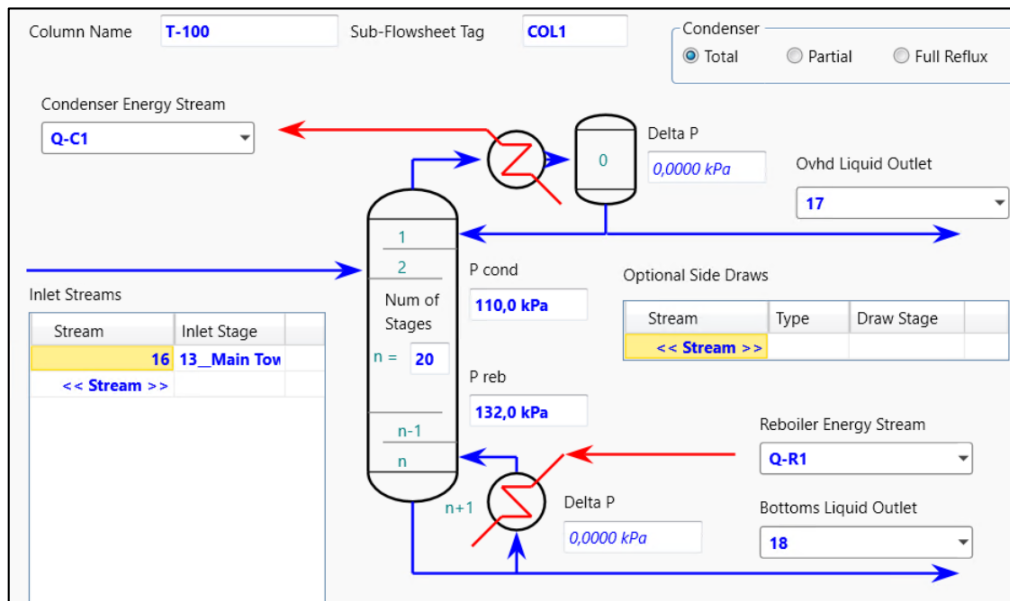 Column Name T-100 Sub-Flowsheet Tag COL1
Condenser
Total Partial Full Reflux
Condenser Energy Stream
Q-C1
0
Delta P
0,0000 kPa
Ovhd Liquid Outlet
17
1
2
Num of
Stages
n = 20
n-1
n
n+1
P cond
110,0 kPa
P reb
132,0 kPa
Inlet Streams
Stream Inlet Stage
16 13__Main Tow
<< Stream >>
Optional Side Draws
Stream Type Draw Stage
<< Stream >>
Reboiler Energy Stream
Q-R1
Delta P
0,0000 kPa
Bottoms Liquid Outlet
18